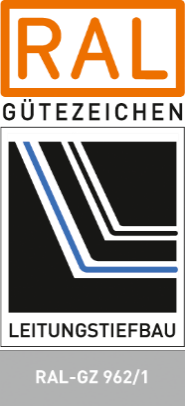 RAL
GÜTEZEICHEN
LEITUNGSTIEFBAU
RAL-GZ 962/1